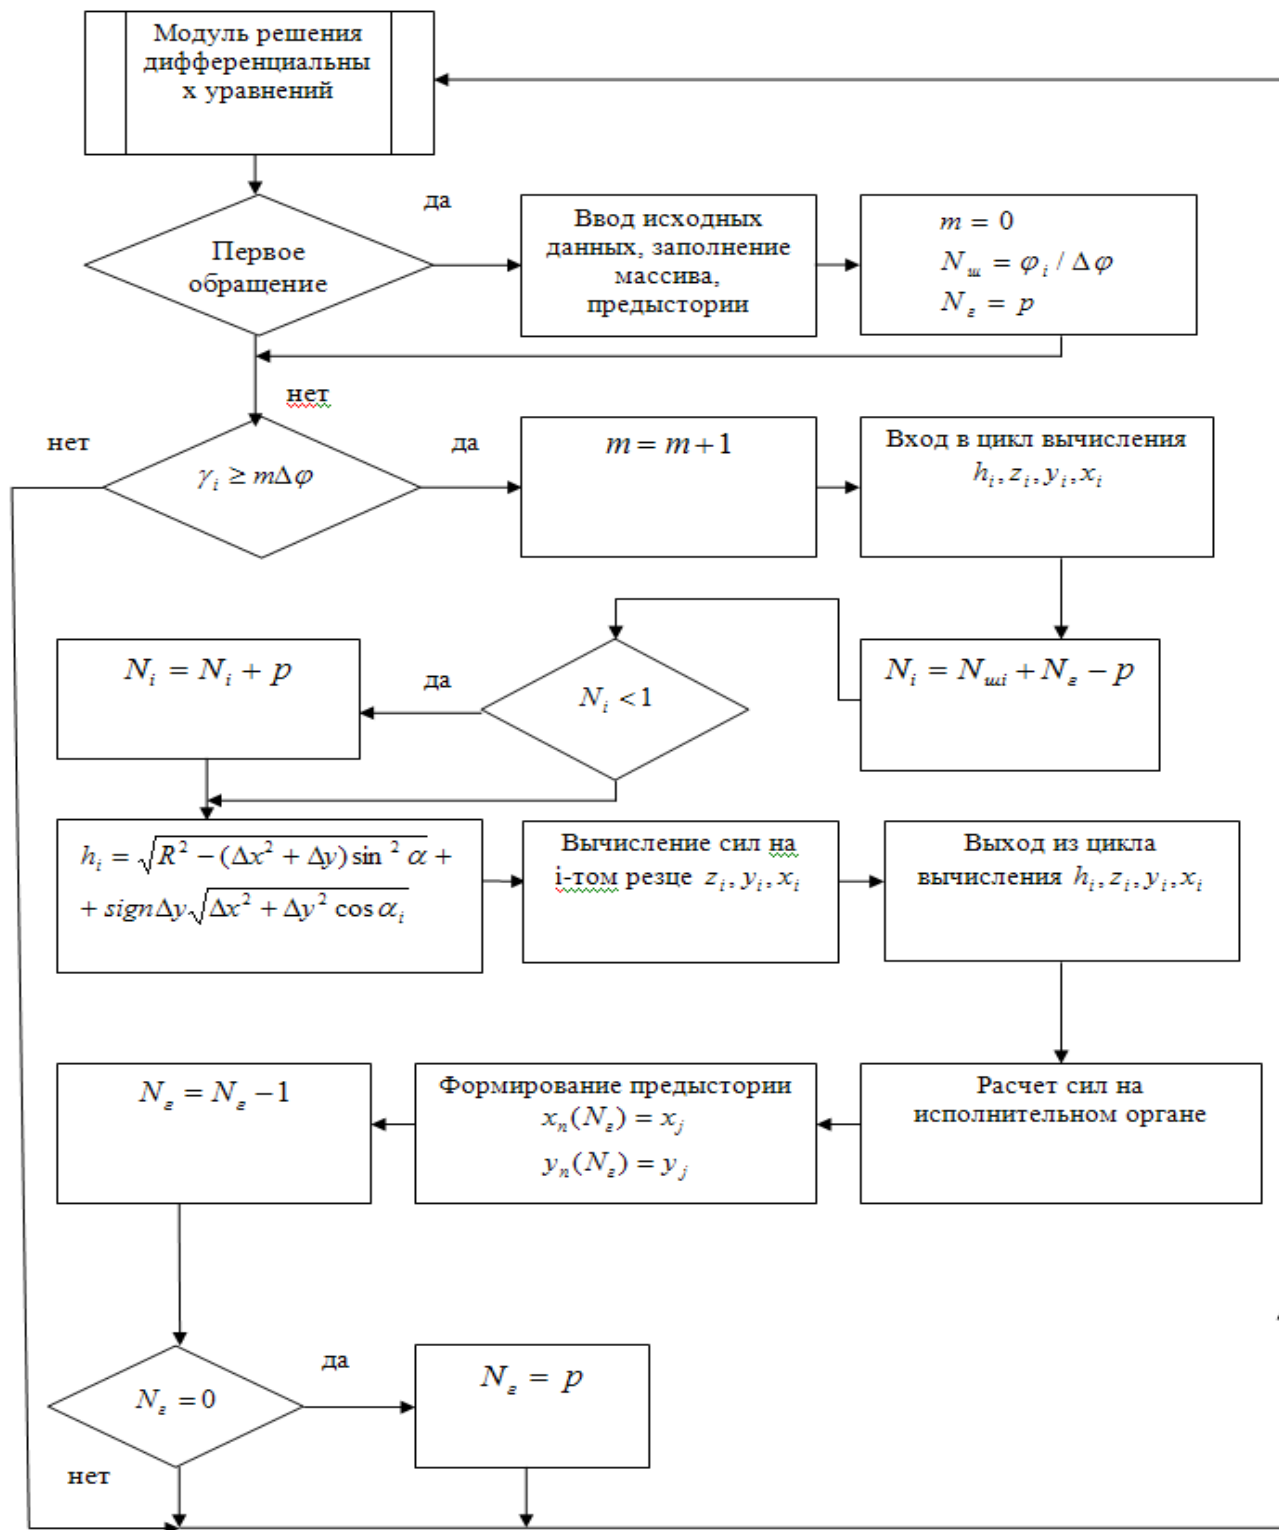 Модуль решения
дифференциальны
х уравнений
да
Первое
обращение
Ввод исходных
данных, заполнение
массива,
предыстории
m = 0
N_ш = φ_i / Δφ
N_г = p
нет
нет
γ_i ≥ mΔφ
да
m = m + 1
Вход в цикл вычисления
h_i, z_i, y_i, x_i
N_i = N_шi + N_г − p
N_i < 1
да
N_i = N_i + p
h_i = √(R² − (Δx² + Δy) sin² α) +
+ signΔy√(Δx² + Δy² cos α_i)
Вычисление сил на
i-том резце z_i, y_i, x_i
Выход из цикла
вычисления h_i, z_i, y_i, x_i
Расчет сил на
исполнительном органе
Формирование предыстории
x_n(N_г) = x_j
y_n(N_г) = y_j
N_г = N_г − 1
N_г = 0
да
N_г = p
нет